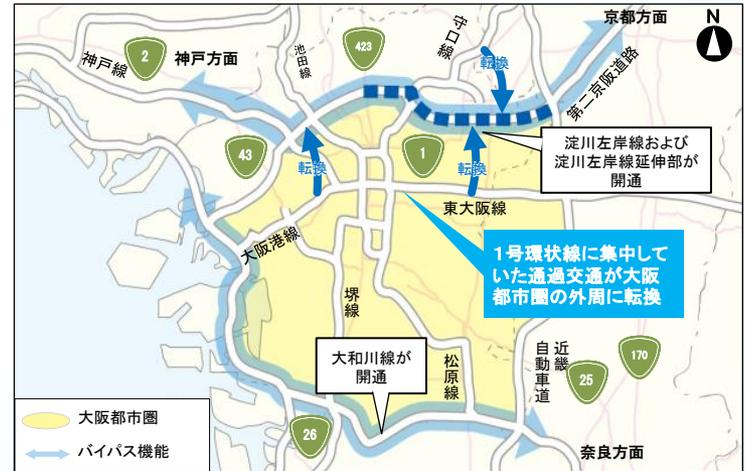 京都方面
N
2
神戸方面
神戸線
池田線
423
守口線
転換
第二京阪道路
43
転換
1
転換
淀川左岸線および
淀川左岸線延伸部が
開通
東大阪線
大阪港線
1号環状線に集中して
いた通過交通が大阪
都市圏の外周に転換
堺線
大和川線が
開通
松原線
近畿
自動車道
170
25
26
奈良方面
大阪都市圏
バイパス機能